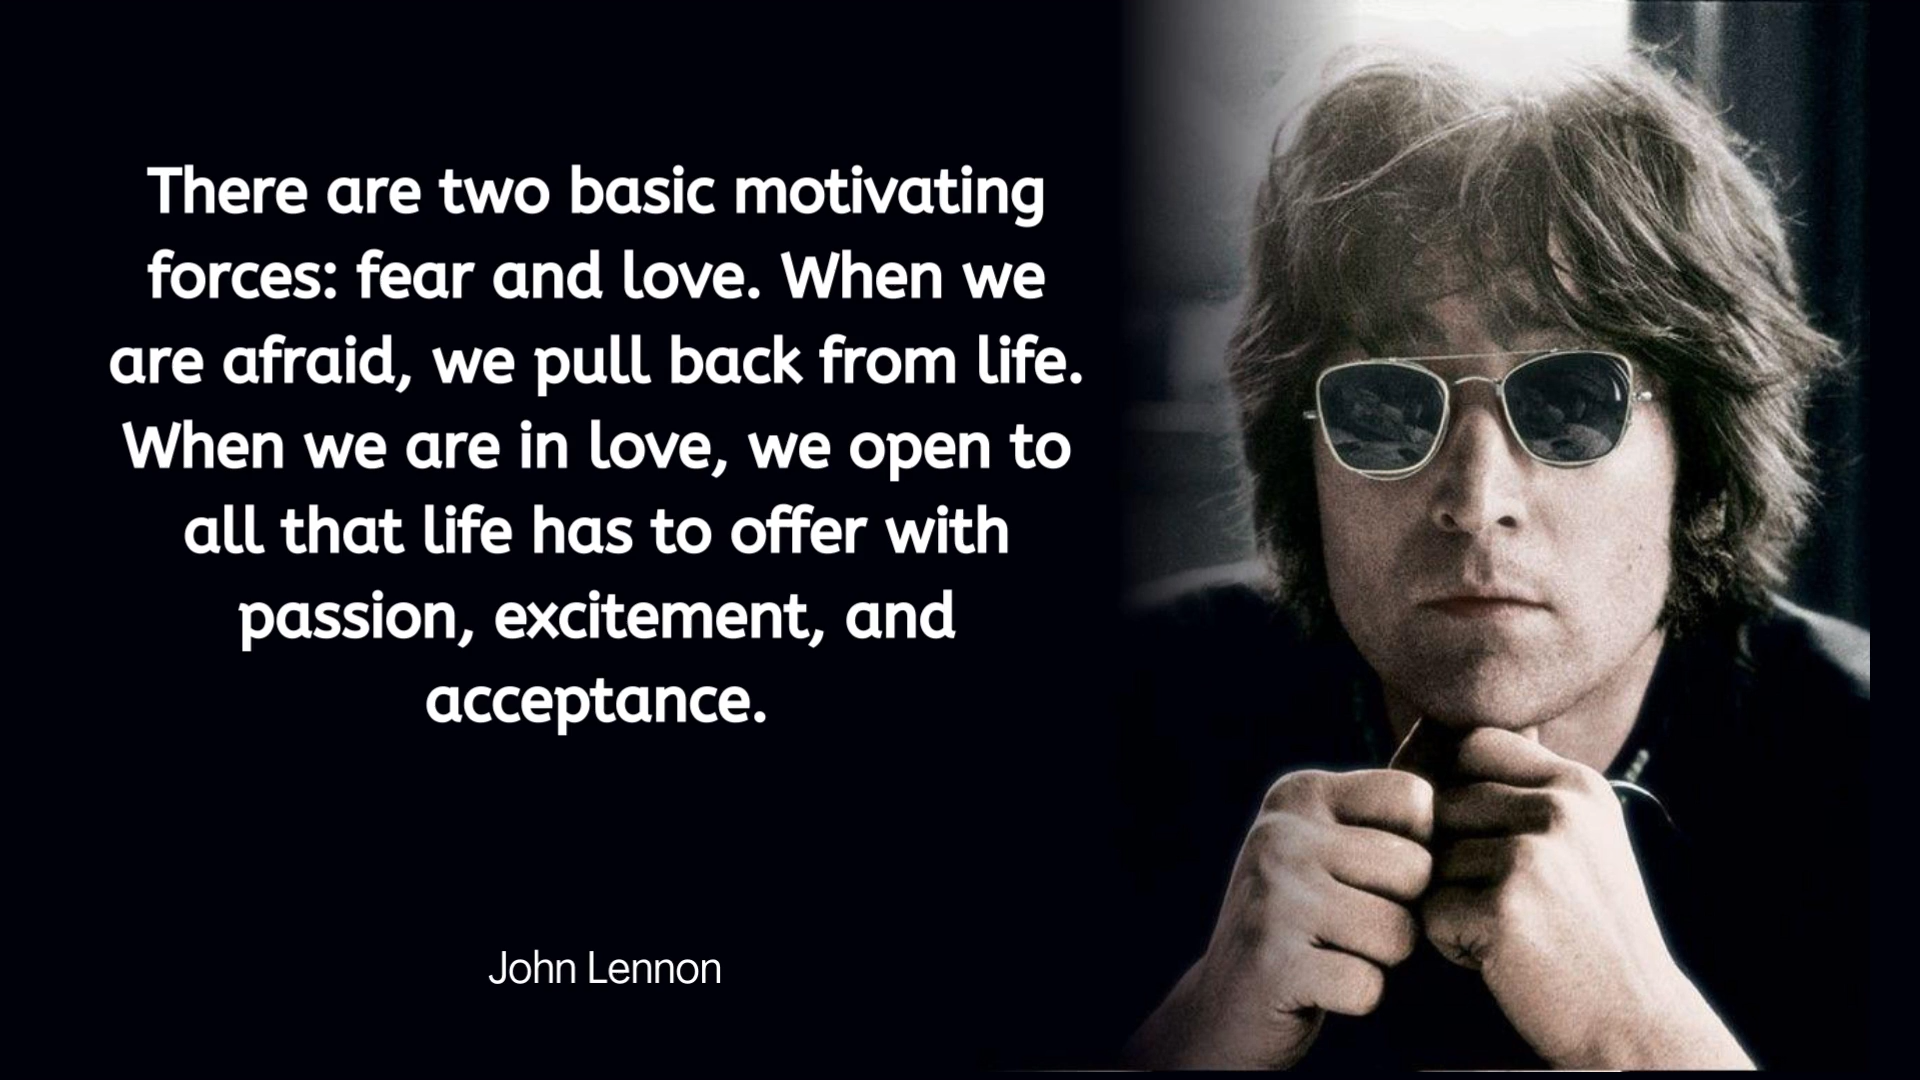 There are two basic motivating
forces: fear and love. When we
are afraid, we pull back from life.
When we are in love, we open to
all that life has to offer with
passion, excitement, and
acceptance.
John Lennon